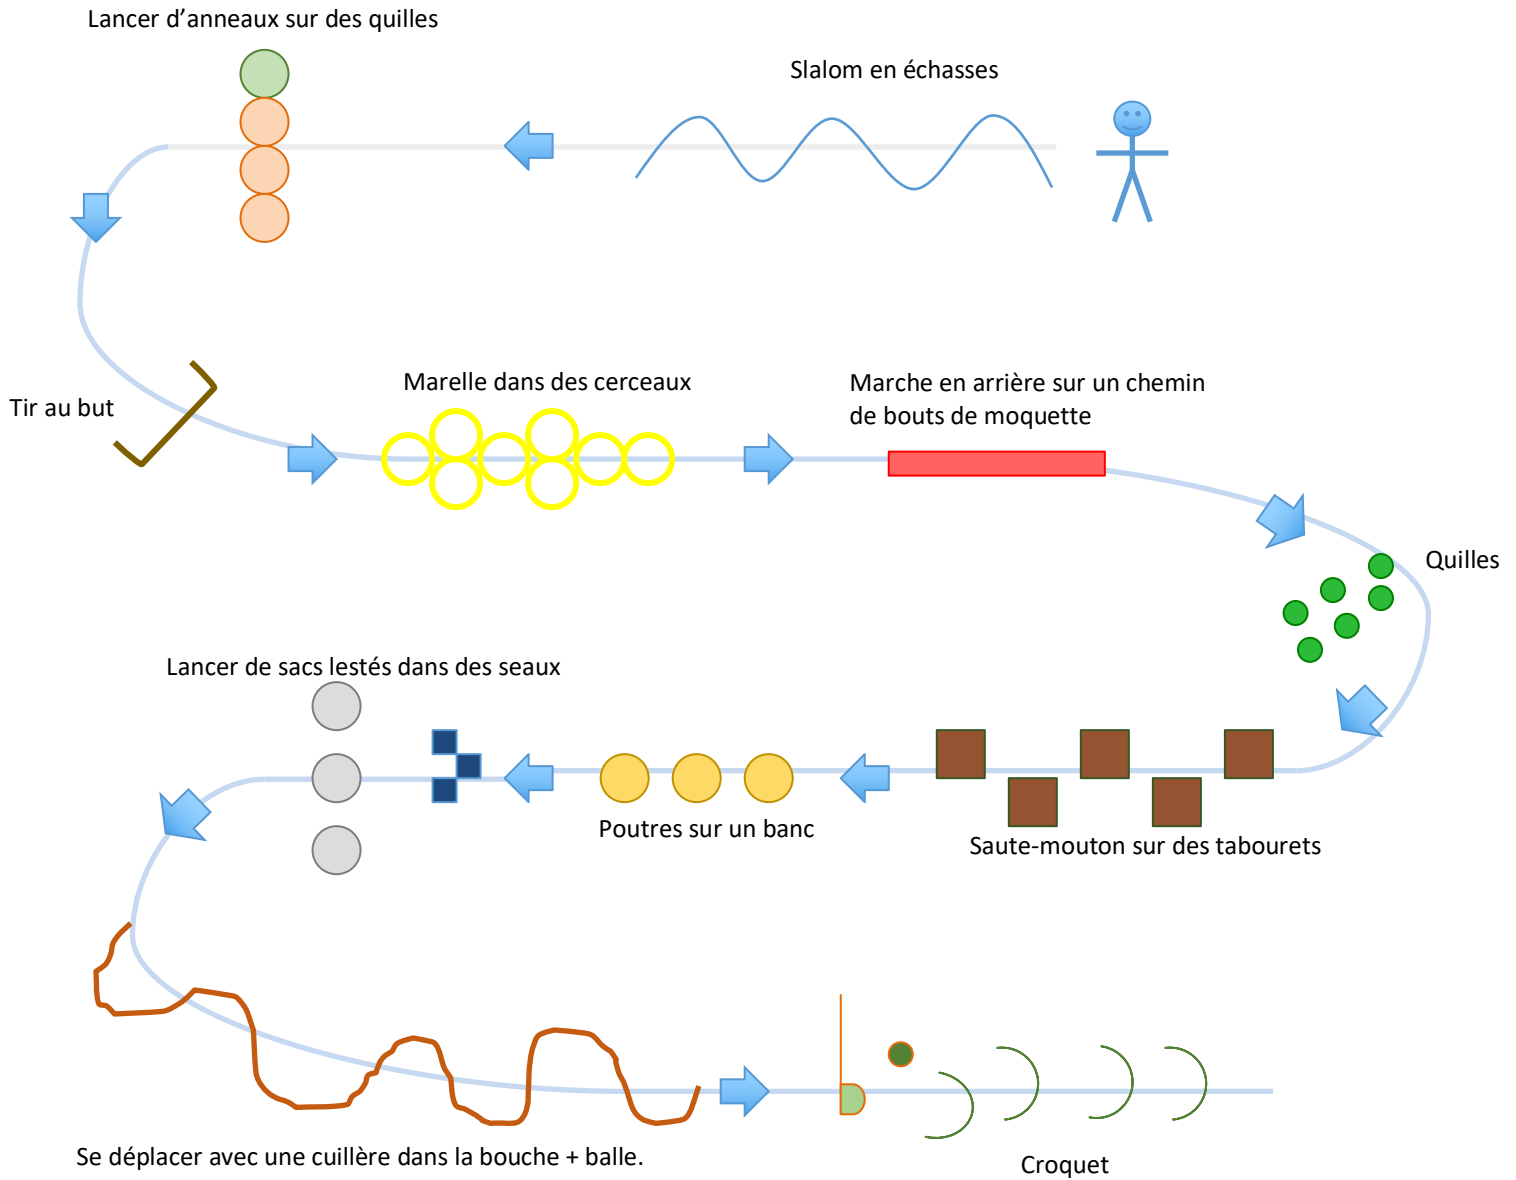 Lancer d’anneaux sur des quilles
Slalom en échasses
Tir au but
Marelle dans des cerceaux
Marche en arrière sur un chemin
de bouts de moquette
Quilles
Lancer de sacs lestés dans des seaux
Poutres sur un banc
Saute-mouton sur des tabourets
Se déplacer avec une cuillère dans la bouche + balle.
Croquet